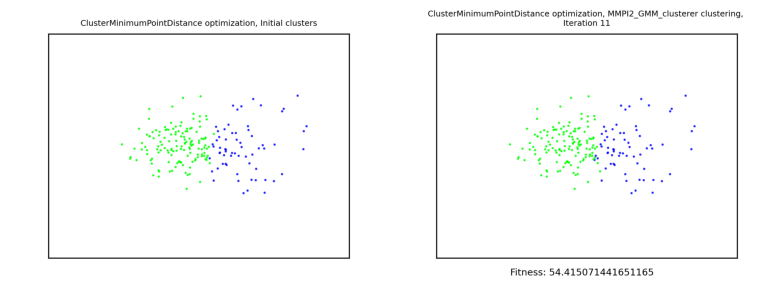 ClusterMinimumPointDistance optimization, Initial clusters
ClusterMinimumPointDistance optimization, MMPI2_GMM_clusterer clustering,
Iteration 11
Fitness: 54.415071441651165